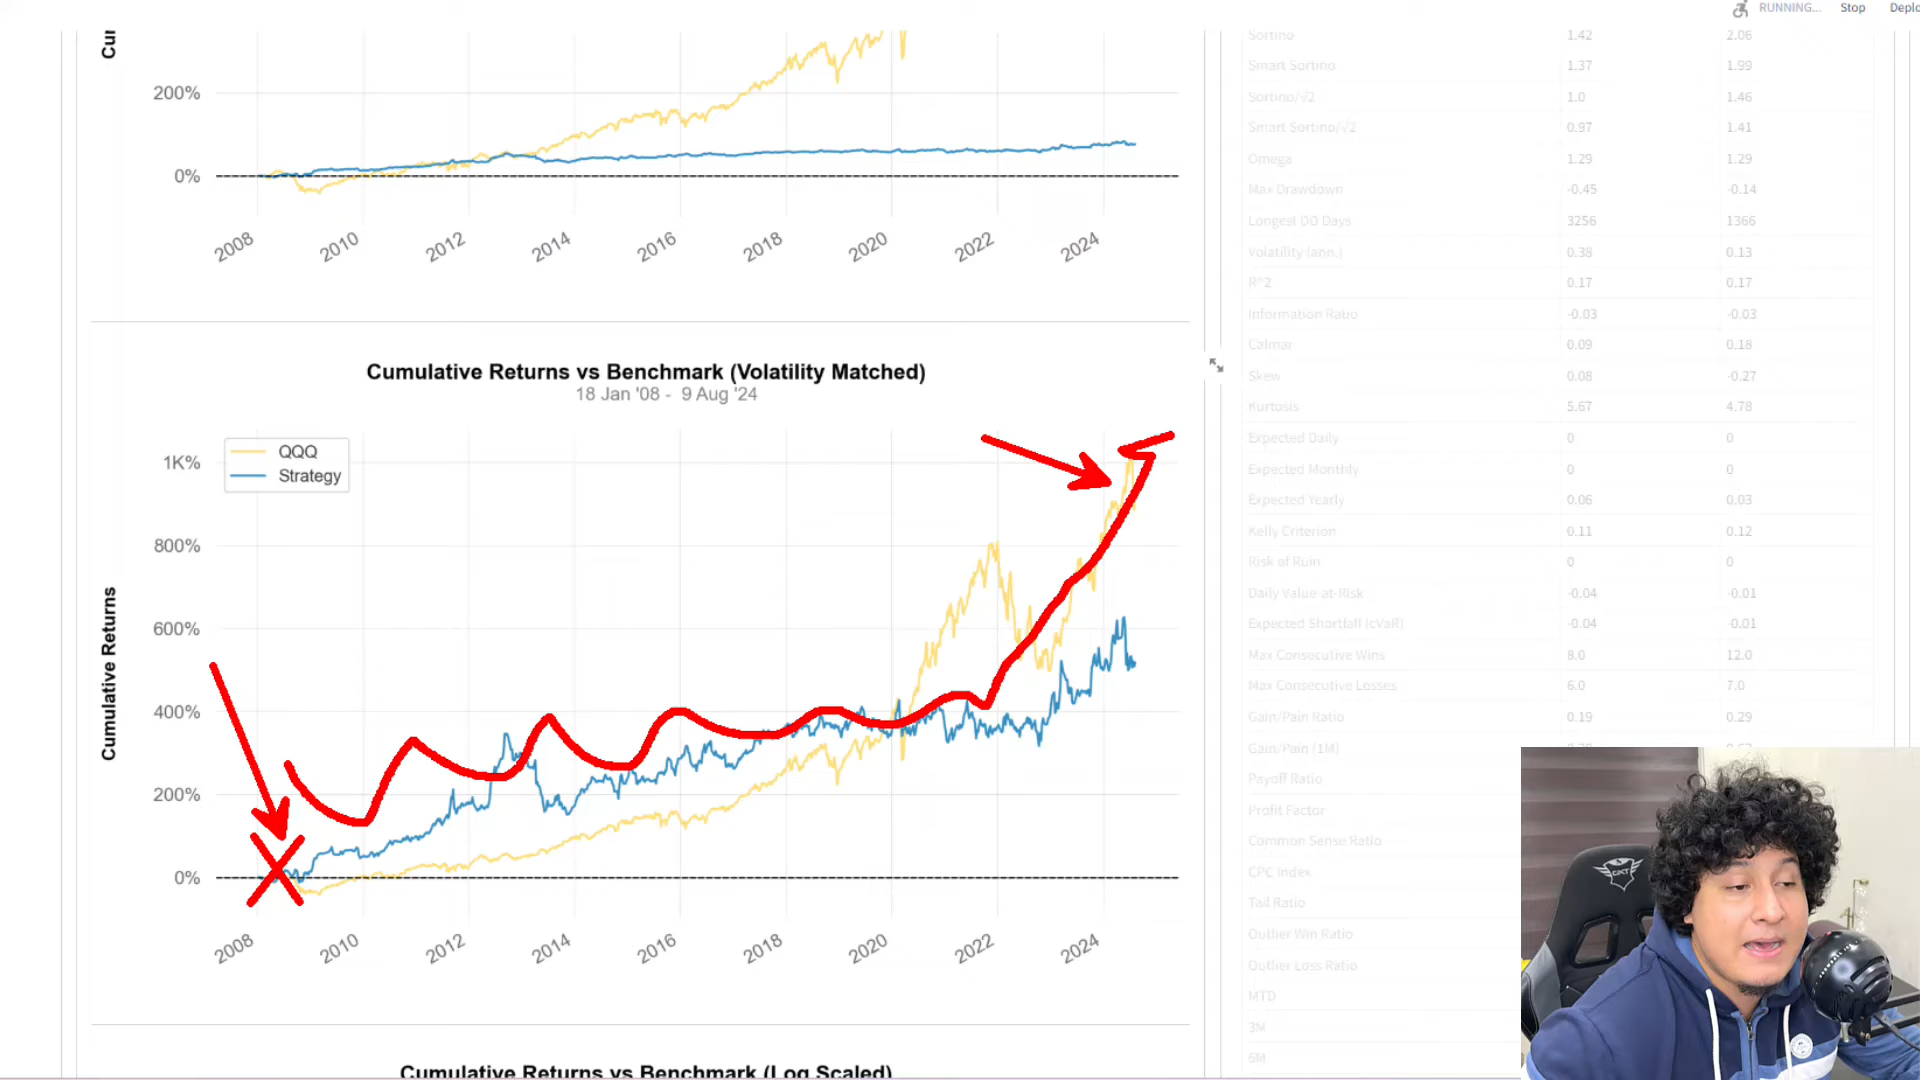 RUNNING... Stop Deplo
Cur
200%
0%
2008 2010 2012 2014 2016 2018 2020 2022 2024
Cumulative Returns vs Benchmark (Volatility Matched)
18 Jan '08 - 9 Aug '24
QQQ
Strategy
1K%
800%
600%
400%
200%
0%
Cumulative Returns
2008 2010 2012 2014 2016 2018 2020 2022 2024
Cumulative Returns vs Benchmark (Log Scaled)
Sortino 1.42 2.06
Smart Sortino 1.37 1.99
Sortino/√2 1.0 1.46
Smart Sortino/√2 0.97 1.41
Omega 1.29 1.29
Max Drawdown -0.45 -0.14
Longest DD Days 3256 1366
Volatility (ann.) 0.38 0.13
R^2 0.17 0.17
Information Ratio -0.03 -0.03
Calmar 0.09 0.18
Skew 0.08 -0.27
Kurtosis 5.67 4.78
Expected Daily 0 0
Expected Monthly 0 0
Expected Yearly 0.06 0.03
Kelly Criterion 0.11 0.12
Risk of Ruin 0 0
Daily Value-at-Risk -0.04 -0.01
Expected Shortfall (cVaR) -0.04 -0.01
Max Consecutive Wins 8.0 12.0
Max Consecutive Losses 6.0 7.0
Gain/Pain Ratio 0.19 0.29
Gain/Pain (1M)
Payoff Ratio
Profit Factor
Common Sense Ratio
CPC Index
Tail Ratio
Outlier Win Ratio
Outlier Loss Ratio
MTD
3M
6M